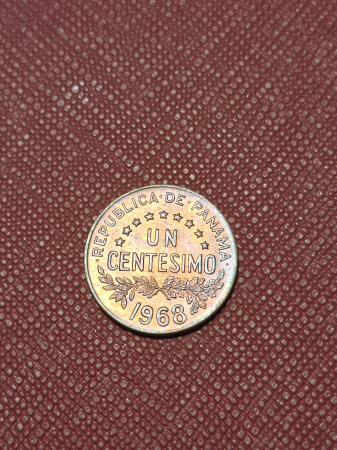 REPUBLICA·DE·PANAMA
UN
CENTESIMO
1968